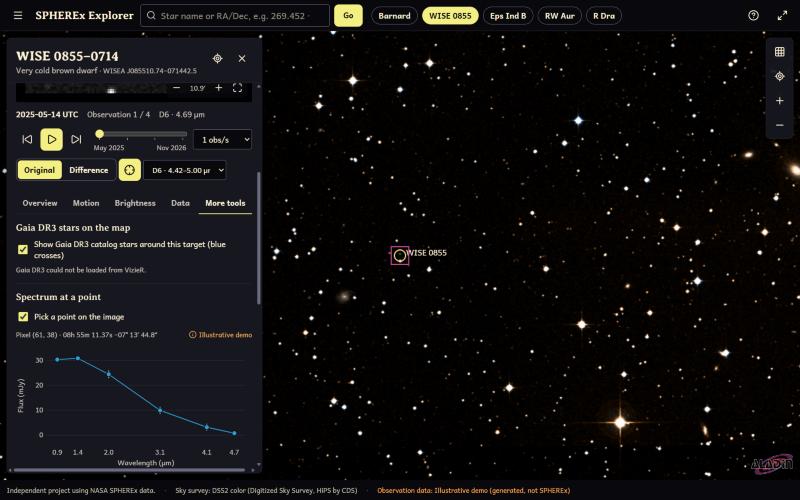 SPHEREx Explorer
Star name or RA/Dec, e.g. 269.452 ·
Go
Barnard
WISE 0855
Eps Ind B
RW Aur
R Dra
WISE 0855−0714
Very cold brown dwarf · WISEA J085510.74−071442.5
− 10.9′ +
2025-05-14 UTC Observation 1 / 4 D6 · 4.69 µm
1 obs/s
May 2025 Nov 2026
Original Difference D6 · 4.42–5.00 µr
Overview Motion Brightness Data More tools
Gaia DR3 stars on the map
Show Gaia DR3 catalog stars around this target (blue
crosses)
Gaia DR3 could not be loaded from VizieR.
Spectrum at a point
Pick a point on the image
Pixel (61, 38) · 08h 55m 11.37s −07° 13′ 44.8″ Illustrative demo
30
20
10
0
Flux (mJy)
0.9 1.4 2.0 3.1 4.1 4.7
Wavelength (µm)
WISE 0855
ALADIN
Independent project using NASA SPHEREx data. · Sky survey: DSS2 color (Digitized Sky Survey, HiPS by CDS) · Observation data: Illustrative demo (generated, not SPHEREx)